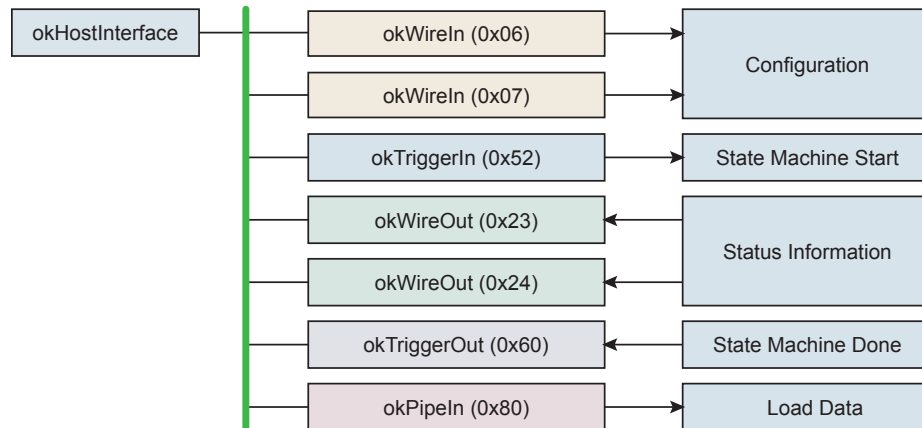 okHostInterface
okWireIn (0x06)
Configuration
okWireIn (0x07)
okTriggerIn (0x52)
State Machine Start
okWireOut (0x23)
Status Information
okWireOut (0x24)
okTriggerOut (0x60)
State Machine Done
okPipeIn (0x80)
Load Data